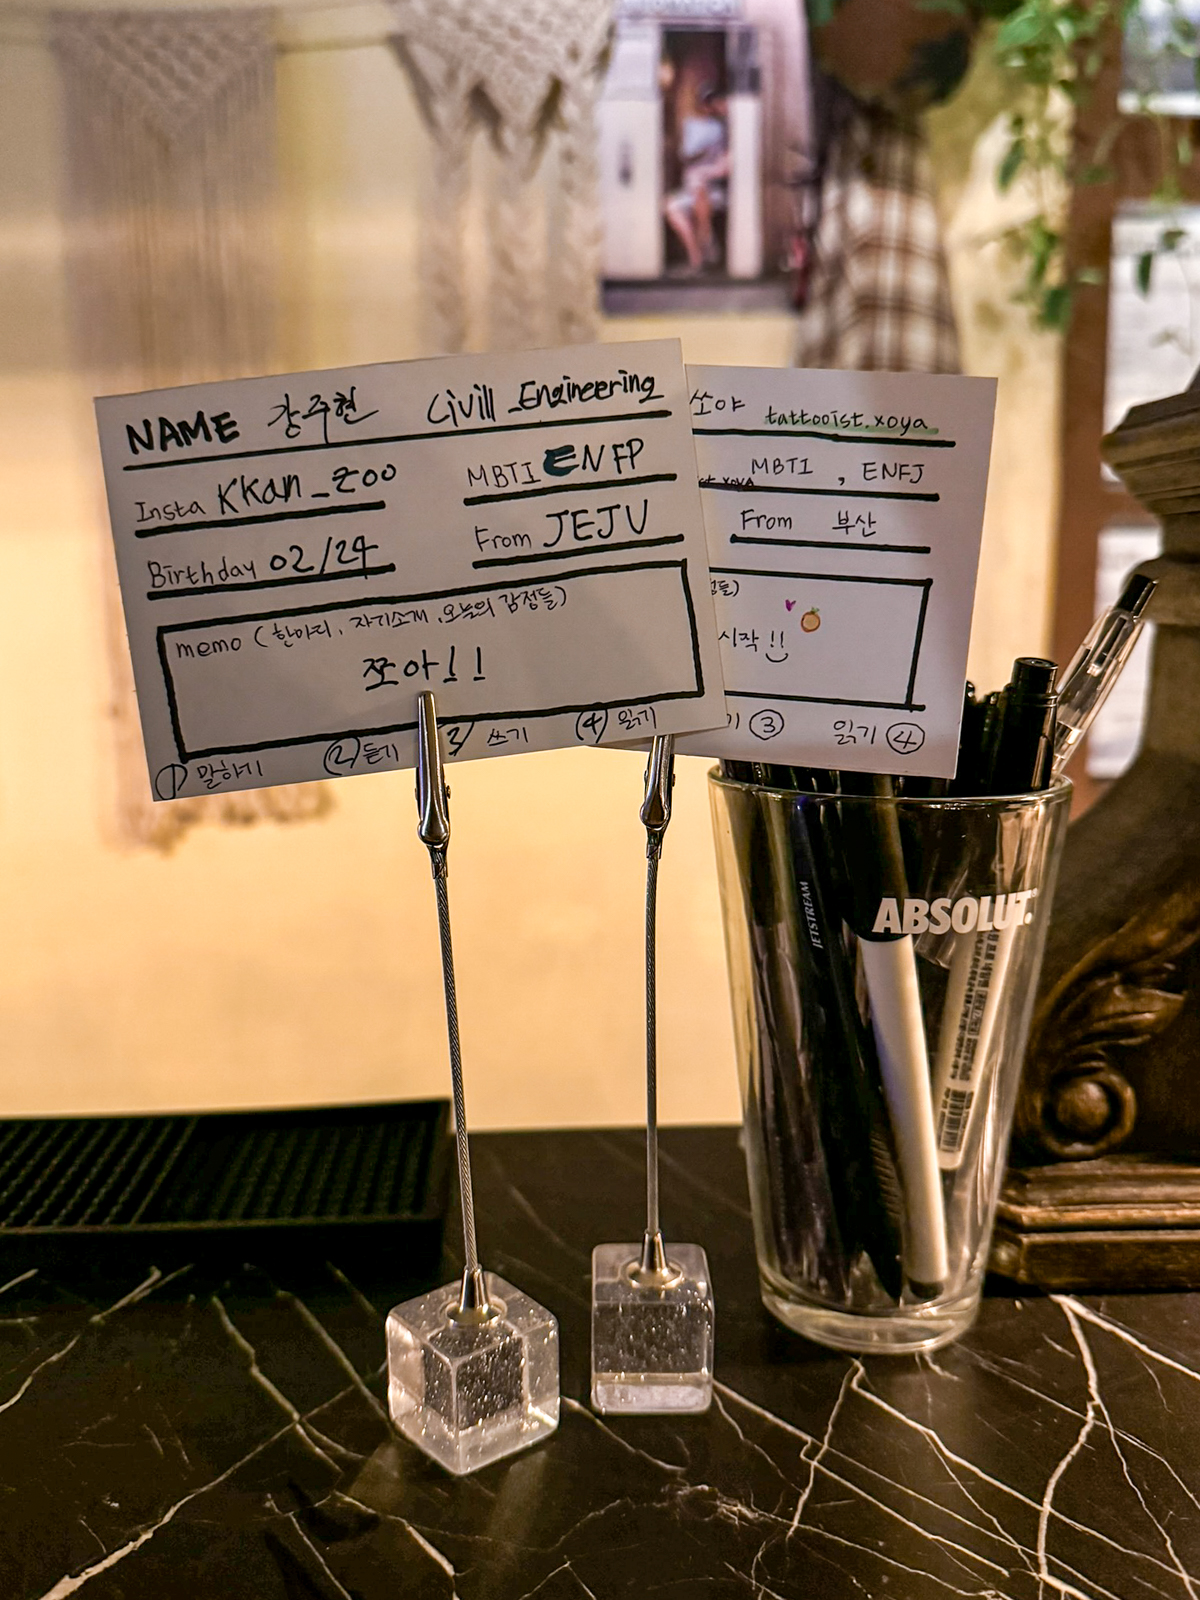 NAME 강주현 Civill_Engineering
Insta KKan_Zoo MBTI ENFP
Birthday 02/24 From JEJU
memo (한마디, 자기소개, 오늘의 감정들)
쪼아!!
① 말하기 ② 듣기 3 쓰기 ④ 읽기
쏘야 tattooist.xoya
MBTI , ENFJ
From 부산
시작!!
기 ③ 읽기 ④
JETSTREAM
ABSOLUT.